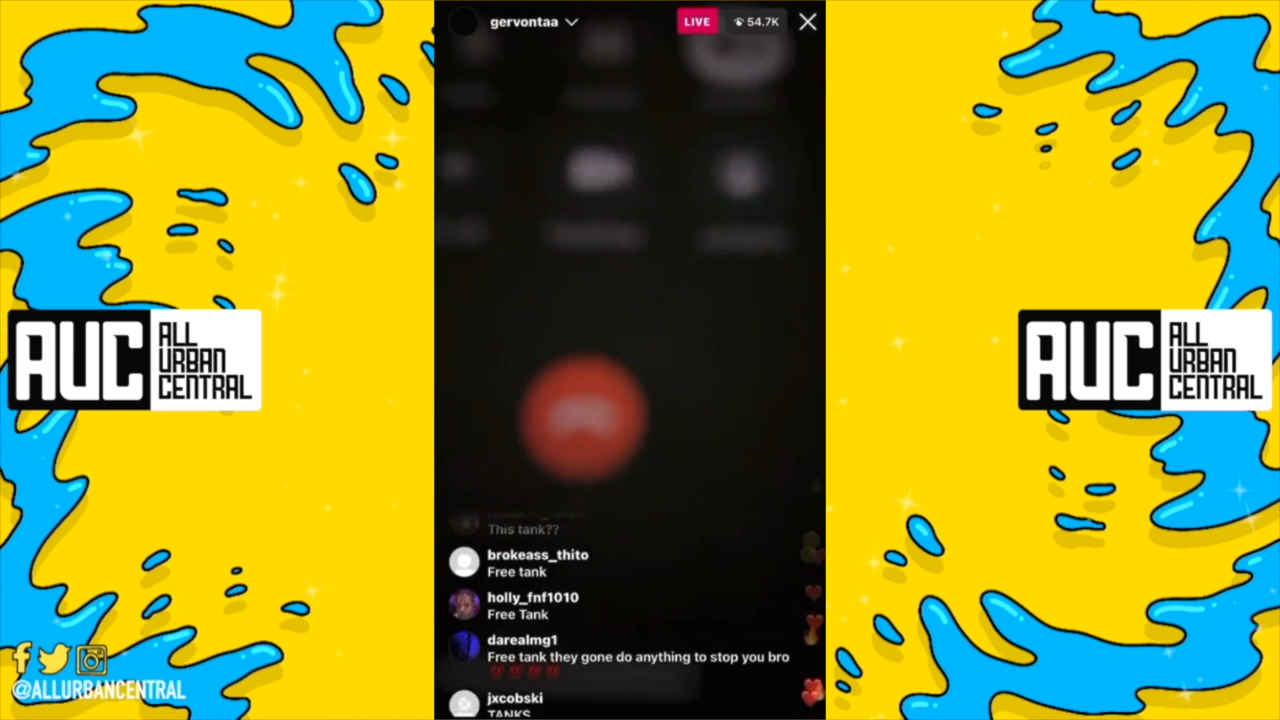 gervontaa
LIVE
54.7K
AUC
ALL
URBAN
CENTRAL
AUC
ALL
URBAN
CENTRAL
This tank??
brokeass_thito
Free tank
holly_fnf1010
Free Tank
darealmg1
Free tank they gone do anything to stop you bro
💯💯💯💯
jxcobski
TANKS
@ALLURBANCENTRAL